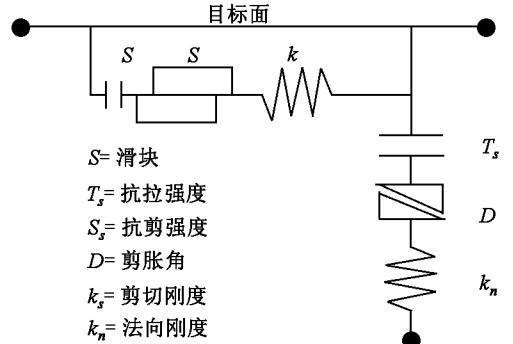 目标面
S S k
S= 滑块
T_s= 抗拉强度
S_s= 抗剪强度
D= 剪胀角
k_s= 剪切刚度
k_n= 法向刚度
T_s
D
k_n